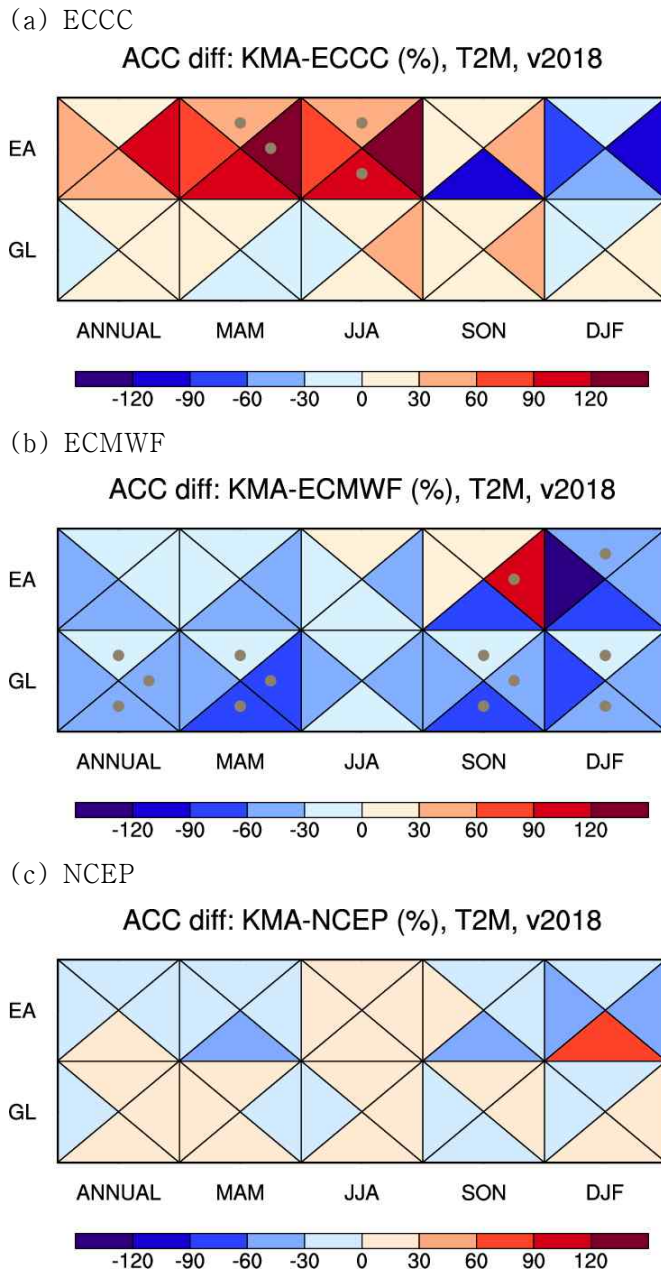 (a) ECCC
ACC diff: KMA-ECCC (%), T2M, v2018
EA
GL
ANNUAL MAM JJA SON DJF
-120 -90 -60 -30 0 30 60 90 120
(b) ECMWF
ACC diff: KMA-ECMWF (%), T2M, v2018
EA
GL
ANNUAL MAM JJA SON DJF
-120 -90 -60 -30 0 30 60 90 120
(c) NCEP
ACC diff: KMA-NCEP (%), T2M, v2018
EA
GL
ANNUAL MAM JJA SON DJF
-120 -90 -60 -30 0 30 60 90 120